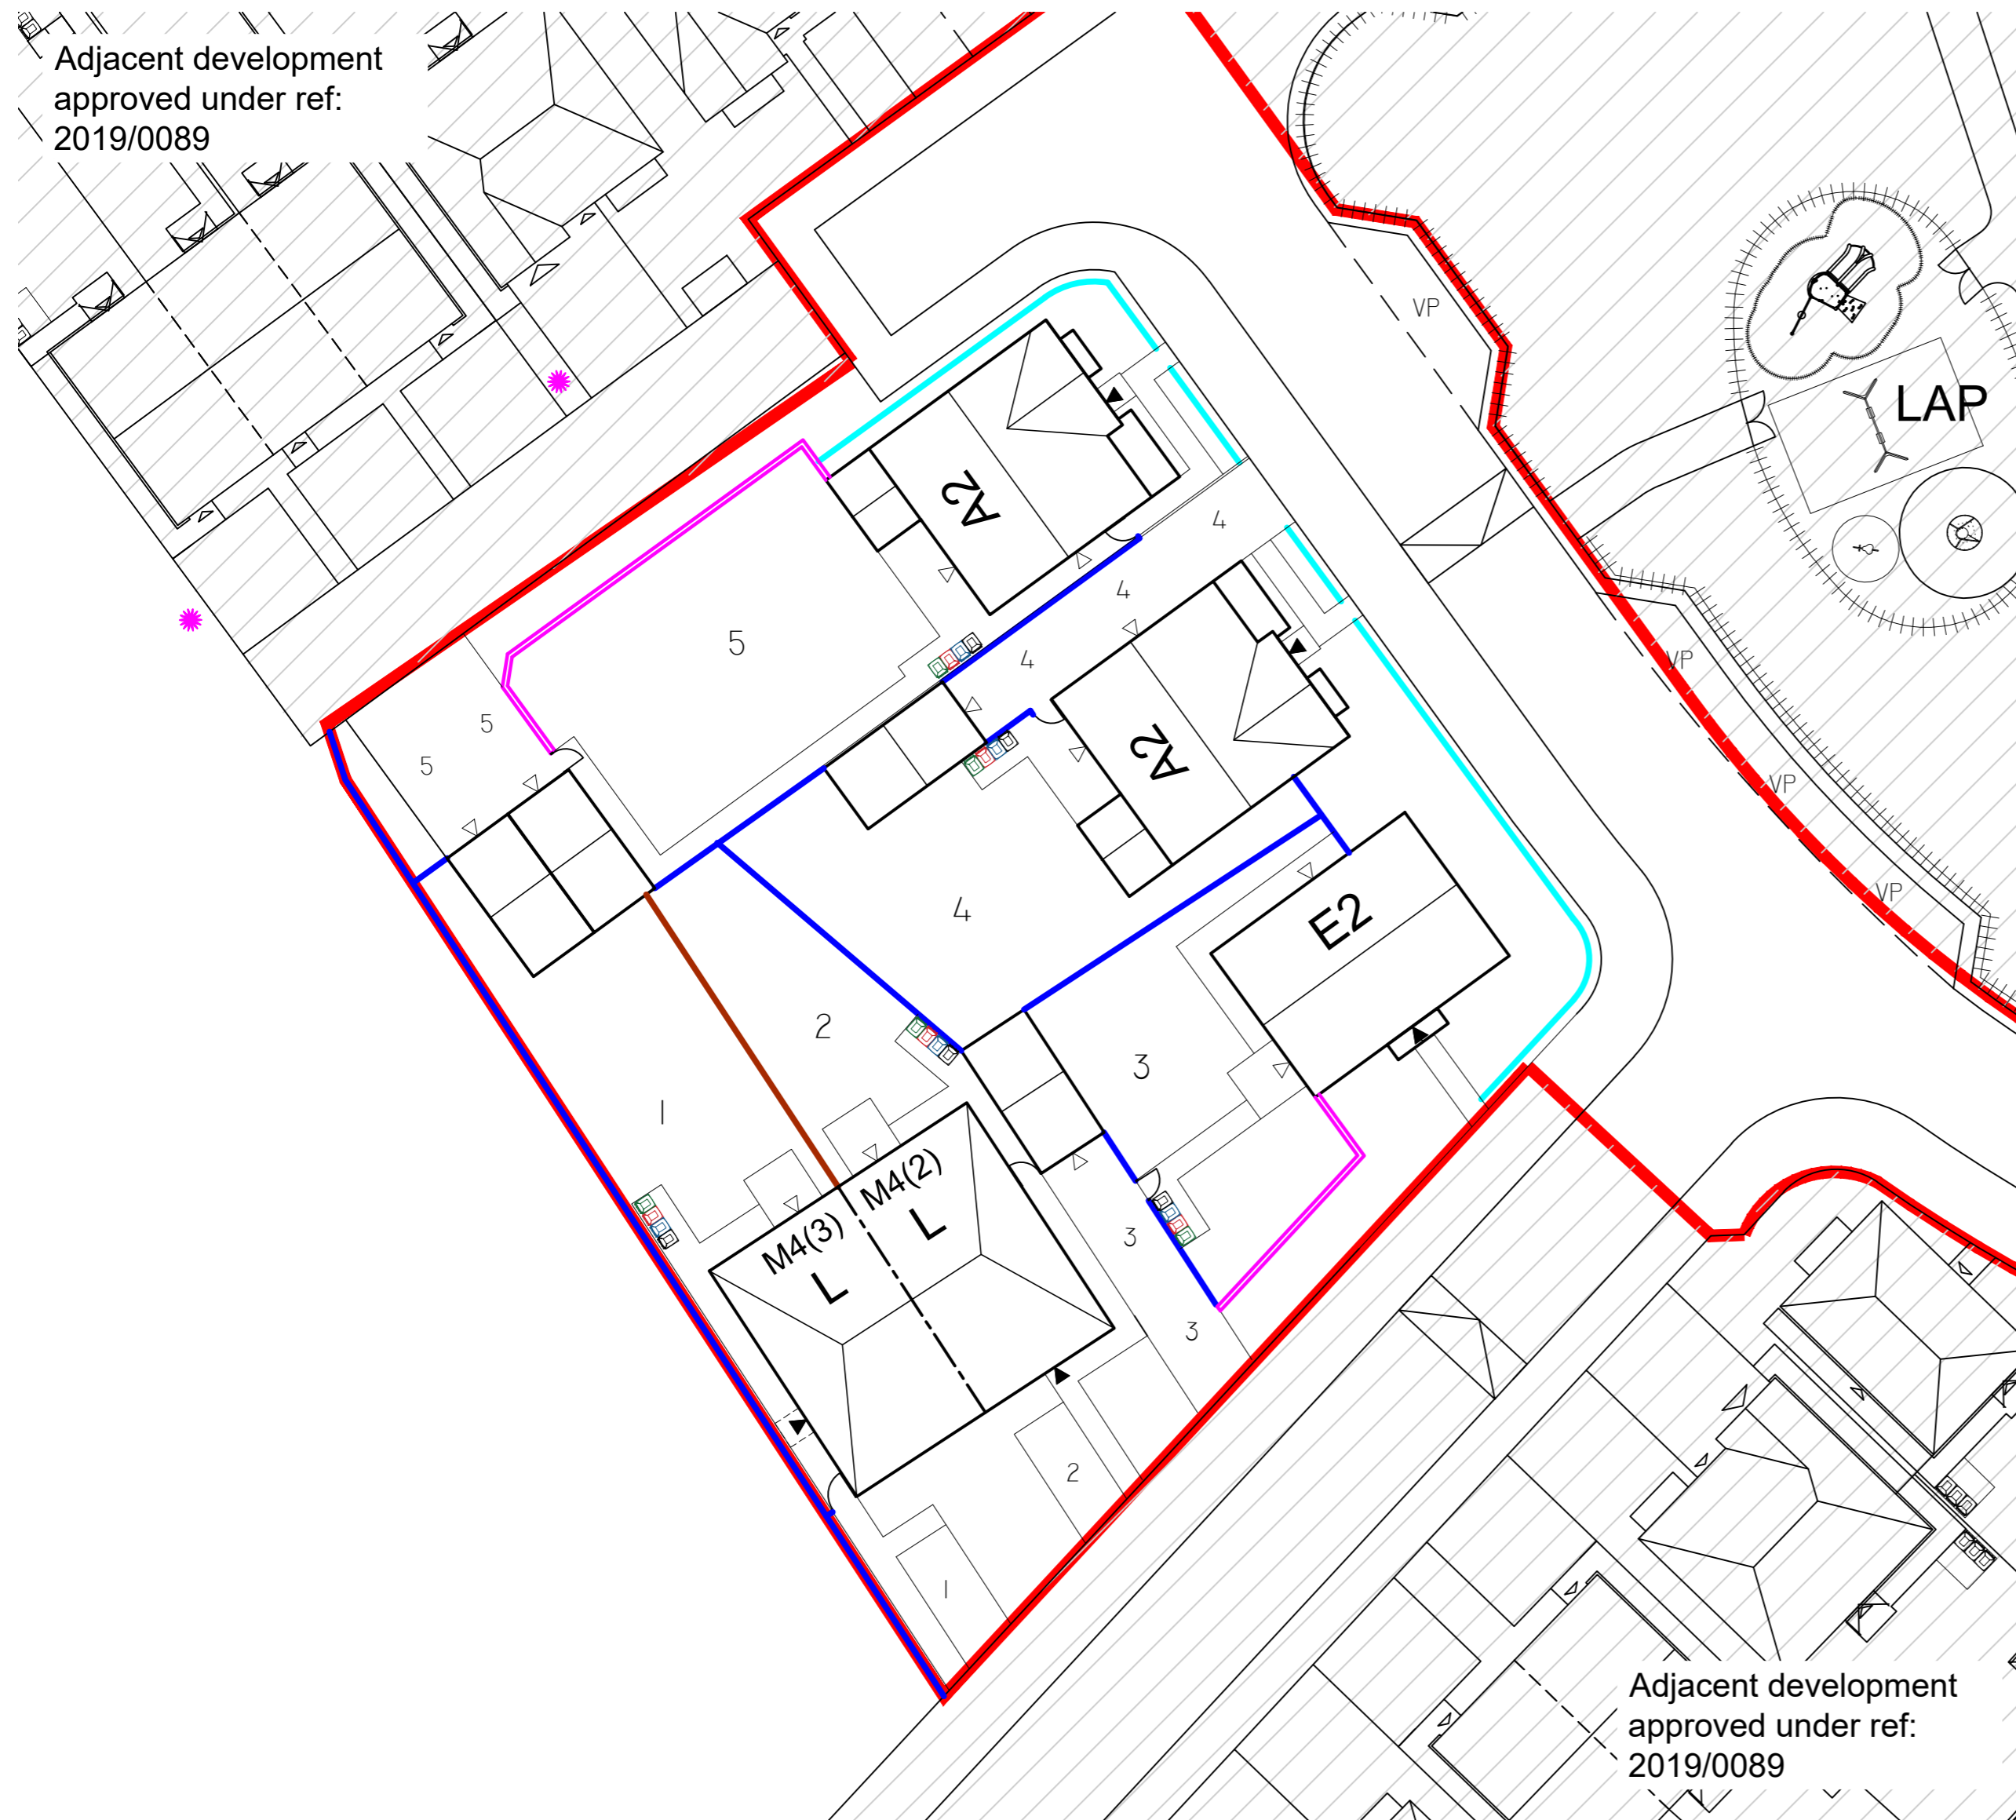 Adjacent development
approved under ref:
2019/0089
VP
LAP
A2
4
4
5
4
VP
5
A2
5
VP
VP
4
E2
2
3
1
M4(2)
L
M4(3)
L
3
3
2
1
Adjacent development
approved under ref:
2019/0089